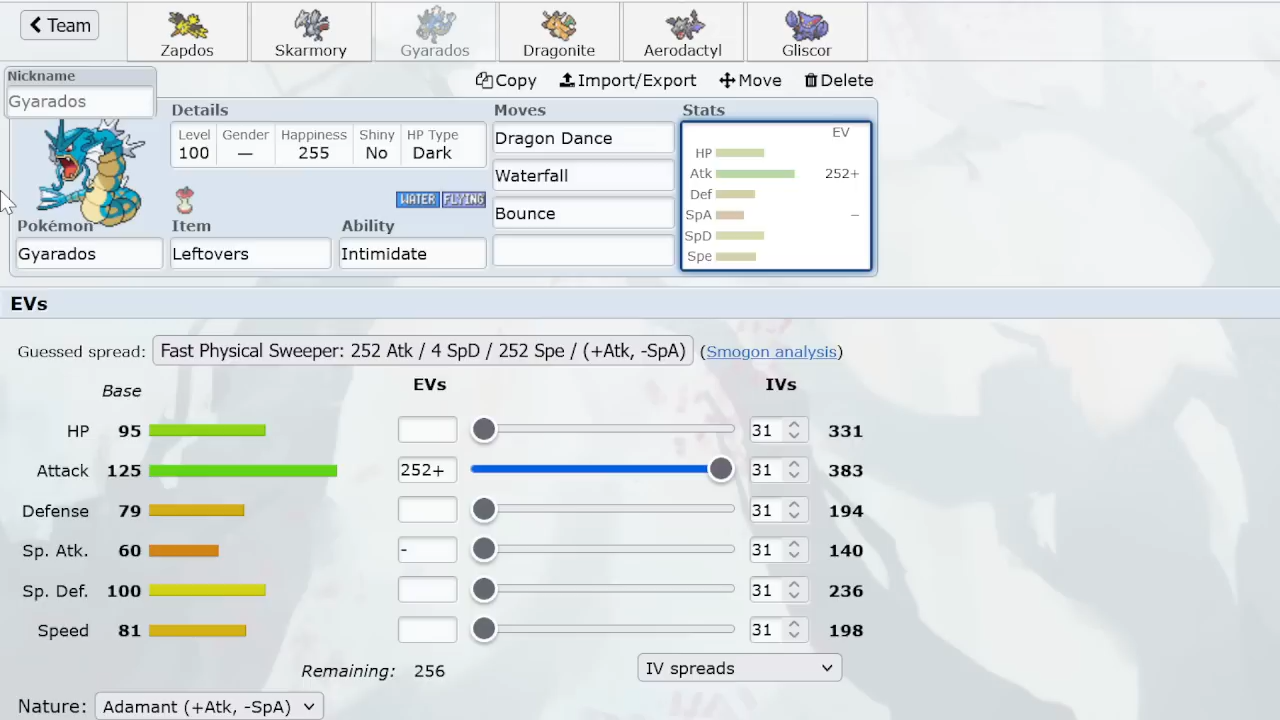 Team
Zapdos
Skarmory
Gyarados
Dragonite
Aerodactyl
Gliscor
Copy
Import/Export
Move
Delete
Nickname
Gyarados
Details
Moves
Stats
Level
100
Gender
—
Happiness
255
Shiny
No
HP Type
Dark
WATER
FLYING
Pokémon
Gyarados
Item
Leftovers
Ability
Intimidate
Dragon Dance
Waterfall
Bounce
EV
HP
Atk 252+
Def
SpA –
SpD
Spe
EVs
Guessed spread: Fast Physical Sweeper: 252 Atk / 4 SpD / 252 Spe / (+Atk, -SpA) (Smogon analysis)
Base EVs IVs
HP 95 31 331
Attack 125 252+ 31 383
Defense 79 31 194
Sp. Atk. 60 - 31 140
Sp. Def. 100 31 236
Speed 81 31 198
Remaining: 256 IV spreads
Nature: Adamant (+Atk, -SpA)